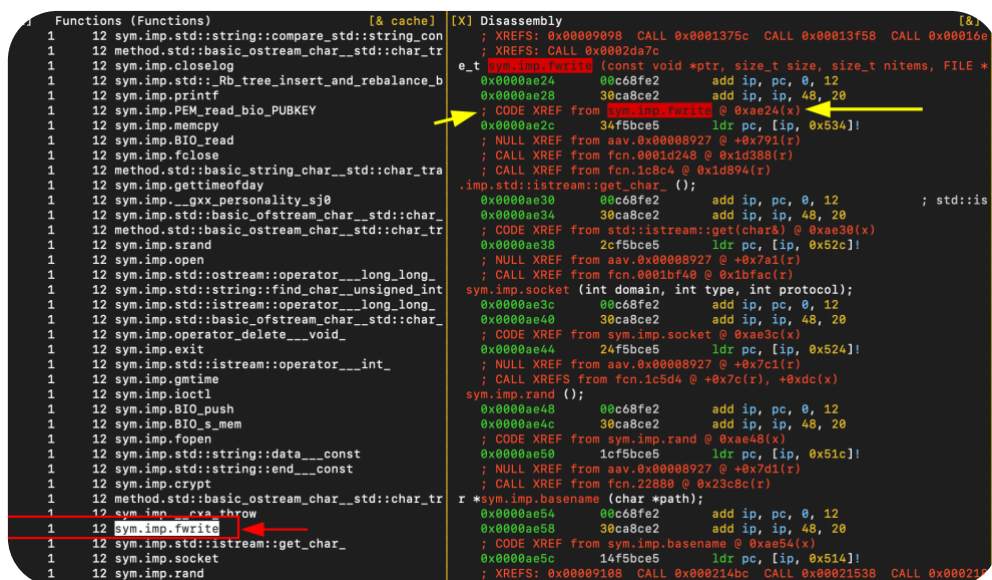 Functions (Functions) [& cache]
1 12 sym.imp.std::string::compare_std::string_con
1 12 method.std::basic_ostream_char__std::char_tr
1 12 sym.imp.closelog
1 12 sym.imp.std::_Rb_tree_insert_and_rebalance_b
1 12 sym.imp.printf
1 12 sym.imp.PEM_read_bio_PUBKEY
1 12 sym.imp.memcpy
1 12 sym.imp.BIO_read
1 12 sym.imp.fclose
1 12 method.std::basic_string_char__std::char_tra
1 12 sym.imp.gettimeofday
1 12 sym.imp.__gxx_personality_sj0
1 12 sym.imp.std::basic_ofstream_char__std::char_
1 12 method.std::basic_ostream_char__std::char_tr
1 12 sym.imp.srand
1 12 sym.imp.open
1 12 sym.imp.std::ostream::operator___long_long_
1 12 sym.imp.std::string::find_char__unsigned_int
1 12 sym.imp.std::istream::operator___long_long_
1 12 sym.imp.std::basic_ofstream_char__std::char_
1 12 sym.imp.operator_delete___void_
1 12 sym.imp.exit
1 12 sym.imp.std::istream::operator___int_
1 12 sym.imp.gmtime
1 12 sym.imp.ioctl
1 12 sym.imp.BIO_push
1 12 sym.imp.BIO_s_mem
1 12 sym.imp.fopen
1 12 sym.imp.std::string::data___const
1 12 sym.imp.std::string::end___const
1 12 sym.imp.crypt
1 12 method.std::basic_ostream_char__std::char_tr
1 12 sym.imp.__cxa_throw
1 12 sym.imp.fwrite
1 12 sym.imp.std::istream::get_char_
1 12 sym.imp.socket
1 12 sym.imp.rand
[X] Disassembly [&]
; XREFS: 0x00009098 CALL 0x0001375c CALL 0x00013f58 CALL 0x00016e
; XREFS: CALL 0x0002da7c
e_t sym.imp.fwrite (const void *ptr, size_t size, size_t nitems, FILE *
0x0000ae24 00c68fe2 add ip, pc, 0, 12
0x0000ae28 30ca8ce2 add ip, ip, 48, 20
; CODE XREF from sym.imp.fwrite @ 0xae24(x)
0x0000ae2c 34f5bce5 ldr pc, [ip, 0x534]!
; NULL XREF from aav.0x00008927 @ +0x791(r)
; CALL XREF from fcn.0001d248 @ 0x1d388(r)
; CALL XREF from fcn.1c8c4 @ 0x1d894(r)
.imp.std::istream::get_char_ ();
0x0000ae30 00c68fe2 add ip, pc, 0, 12 ; std::is
0x0000ae34 30ca8ce2 add ip, ip, 48, 20
; CODE XREF from std::istream::get(char&) @ 0xae30(x)
0x0000ae38 2cf5bce5 ldr pc, [ip, 0x52c]!
; NULL XREF from aav.0x00008927 @ +0x7a1(r)
; CALL XREF from fcn.0001bf40 @ 0x1bfac(r)
sym.imp.socket (int domain, int type, int protocol);
0x0000ae3c 00c68fe2 add ip, pc, 0, 12
0x0000ae40 30ca8ce2 add ip, ip, 48, 20
; CODE XREF from sym.imp.socket @ 0xae3c(x)
0x0000ae44 24f5bce5 ldr pc, [ip, 0x524]!
; NULL XREF from aav.0x00008927 @ +0x7c1(r)
; CALL XREFS from fcn.1c5d4 @ +0x7c(r), +0xdc(x)
sym.imp.rand ();
0x0000ae48 00c68fe2 add ip, pc, 0, 12
0x0000ae4c 30ca8ce2 add ip, ip, 48, 20
; CODE XREF from sym.imp.rand @ 0xae48(x)
0x0000ae50 1cf5bce5 ldr pc, [ip, 0x51c]!
; NULL XREF from aav.0x00008927 @ +0x7d1(r)
; CALL XREF from fcn.22880 @ 0x23c8c(r)
r *sym.imp.basename (char *path);
0x0000ae54 00c68fe2 add ip, pc, 0, 12
0x0000ae58 30ca8ce2 add ip, ip, 48, 20
; CODE XREF from sym.imp.basename @ 0xae54(x)
0x0000ae5c 14f5bce5 ldr pc, [ip, 0x514]!
; XREFS: 0x00009108 CALL 0x000214bc CALL 0x00021538 CALL